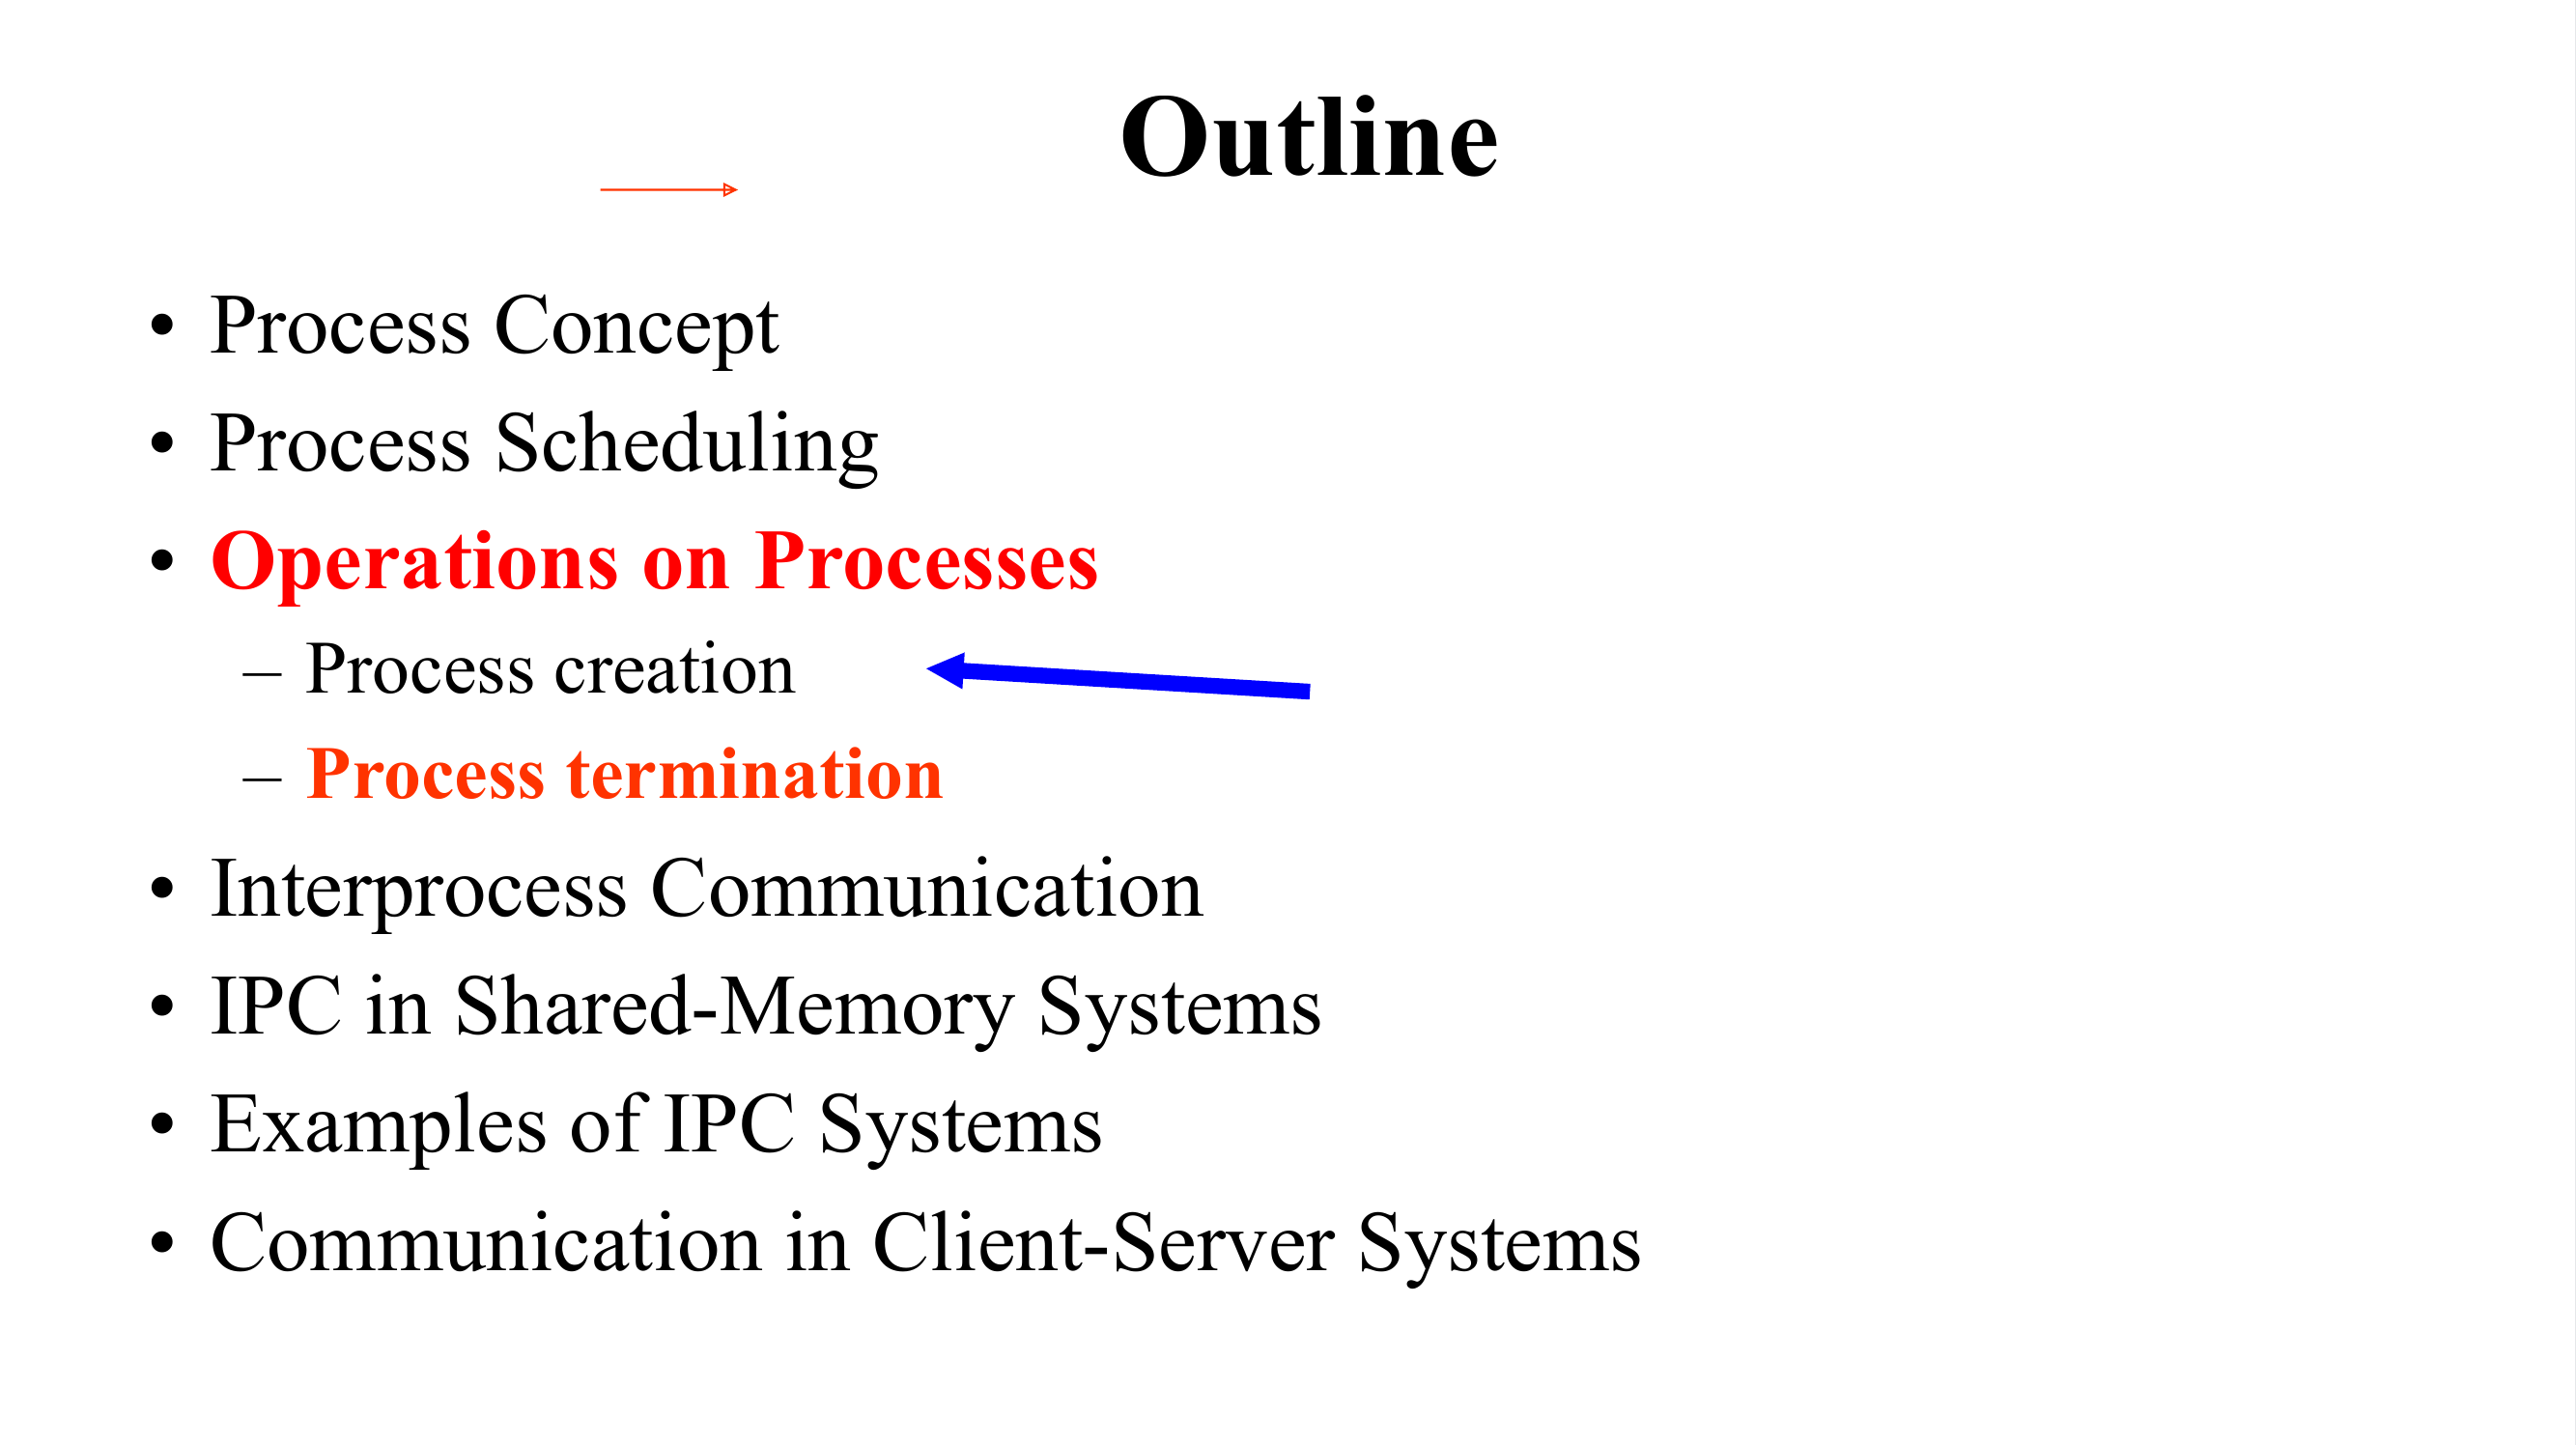 Outline
• Process Concept
• Process Scheduling
• Operations on Processes
– Process creation
– Process termination
• Interprocess Communication
• IPC in Shared-Memory Systems
• Examples of IPC Systems
• Communication in Client-Server Systems